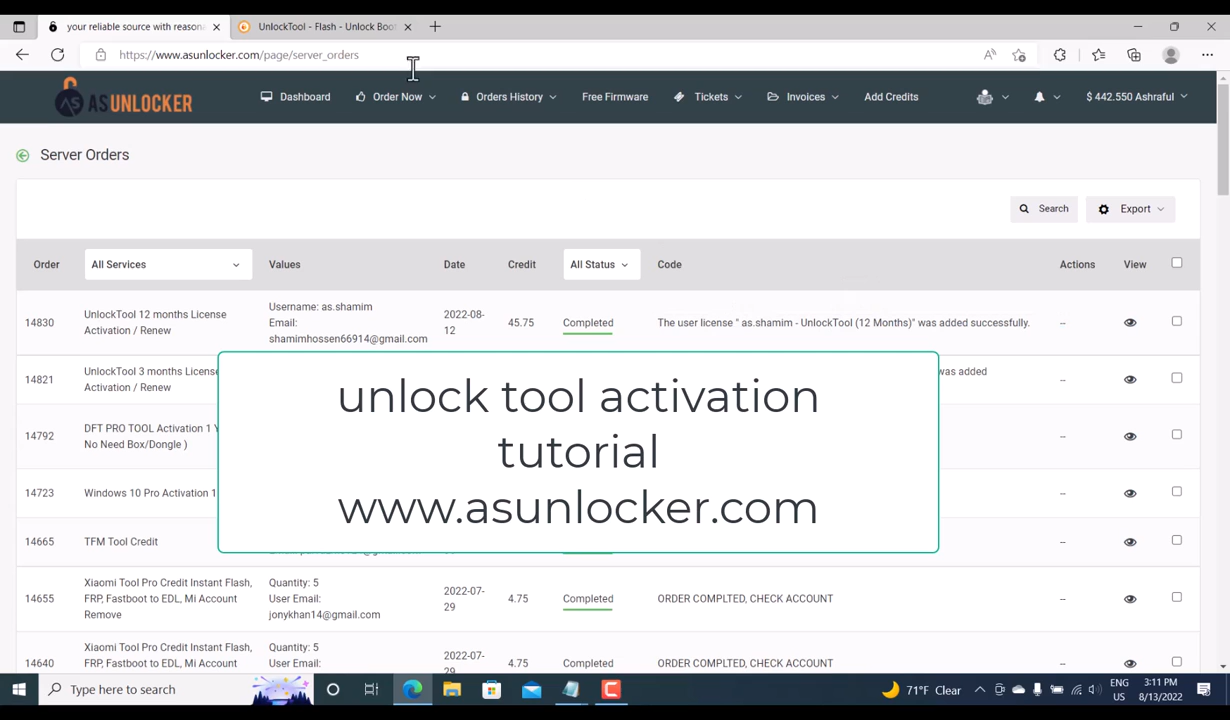 your reliable source with reason
UnlockTool - Flash - Unlock Boot
https://www.asunlocker.com/page/server_orders
ASUNLOCKER
Dashboard
Order Now
Orders History
Free Firmware
Tickets
Invoices
Add Credits
$ 442.550 Ashraful
Server Orders
Search
Export
Order
All Services
Values
Date
Credit
All Status
Code
Actions
View
14830
UnlockTool 12 months License
Activation / Renew
Username: as.shamim
Email:
shamimhossen66914@gmail.com
2022-08-
12
45.75
Completed
The user license " as.shamim - UnlockTool (12 Months)" was added successfully.
--
14821
UnlockTool 3 months License
Activation / Renew
was added
--
14792
DFT PRO TOOL Activation 1 Y
No Need Box/Dongle )
--
14723
Windows 10 Pro Activation 1
--
14665
TFM Tool Credit
--
unlock tool activation
tutorial
www.asunlocker.com
14655
Xiaomi Tool Pro Credit Instant Flash,
FRP, Fastboot to EDL, Mi Account
Remove
Quantity: 5
User Email:
jonykhan14@gmail.com
2022-07-
29
4.75
Completed
ORDER COMPLTED, CHECK ACCOUNT
--
14640
Xiaomi Tool Pro Credit Instant Flash,
FRP, Fastboot to EDL, Mi Account
Quantity: 5
User Email:
2022-07-
29
4.75
Completed
ORDER COMPLTED, CHECK ACCOUNT
--
Type here to search
71°F Clear
ENG
US
3:11 PM
8/13/2022